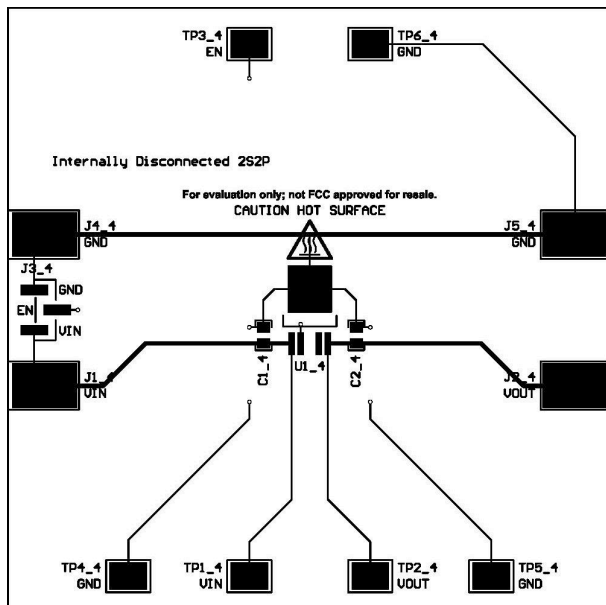 TP3_4
EN
TP6_4
GND
Internally Disconnected 2S2P
For evaluation only; not FCC approved for resale.
CAUTION HOT SURFACE
J4_4
GND
J5_4
GND
J3_4
GND
EN
VIN
J1_4
VIN
C1_4
U1_4
C2_4
J2_4
VOUT
TP4_4
GND
TP1_4
VIN
TP2_4
VOUT
TP5_4
GND